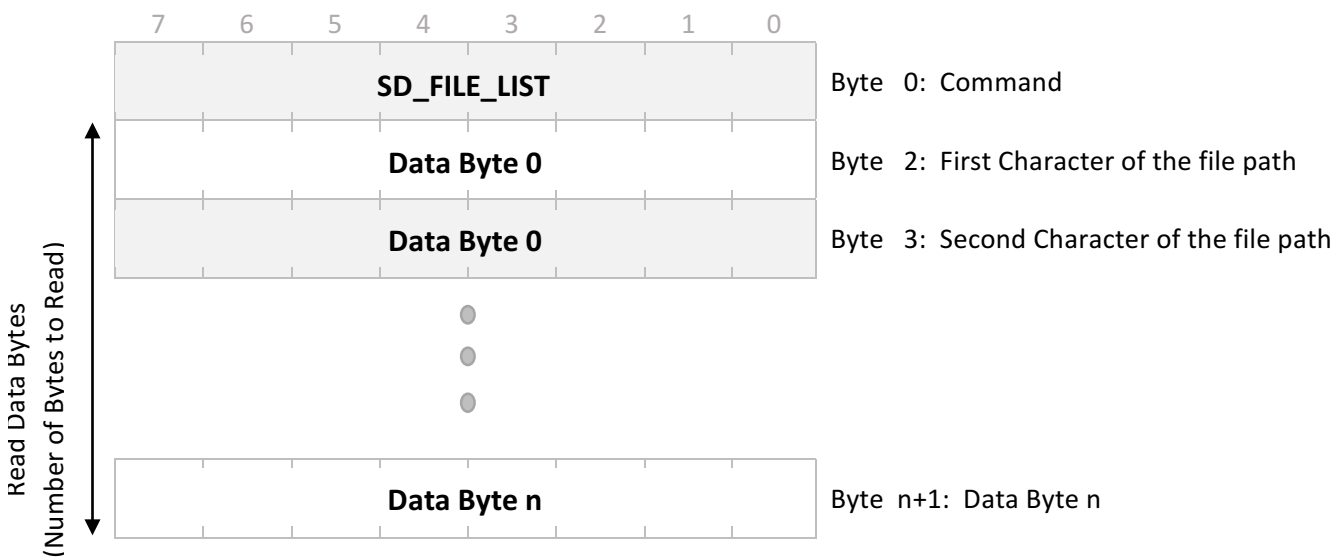 7 6 5 4 3 2 1 0
SD_FILE_LIST
Byte 0: Command
Data Byte 0
Byte 2: First Character of the file path
Data Byte 0
Byte 3: Second Character of the file path
Read Data Bytes
(Number of Bytes to Read)
Data Byte n
Byte n+1: Data Byte n